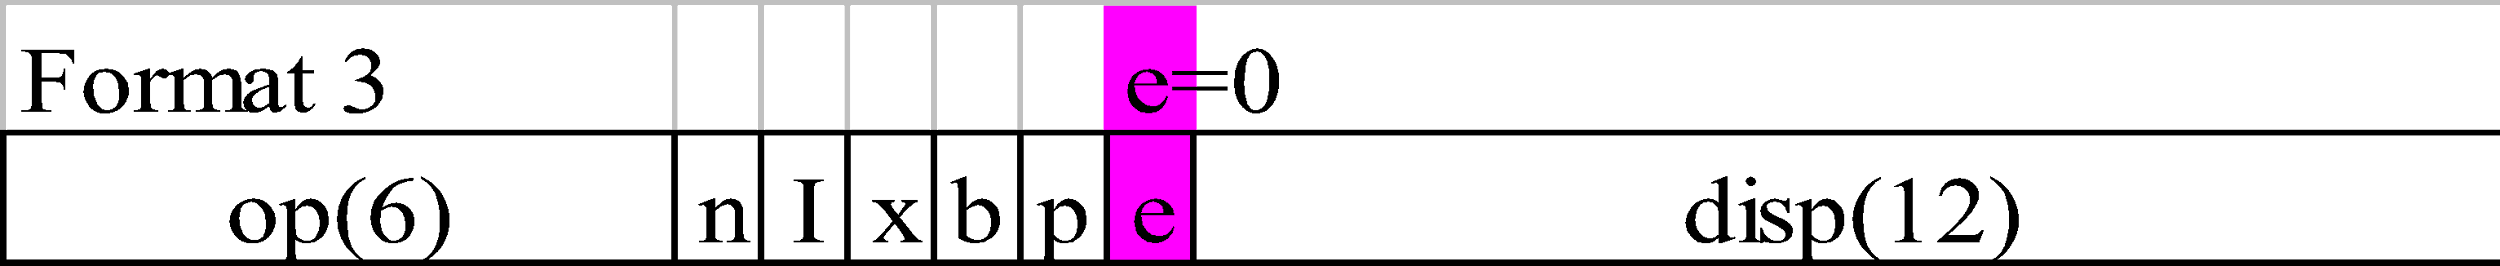 Format 3 e=0
op(6) n I x b p e disp(12)